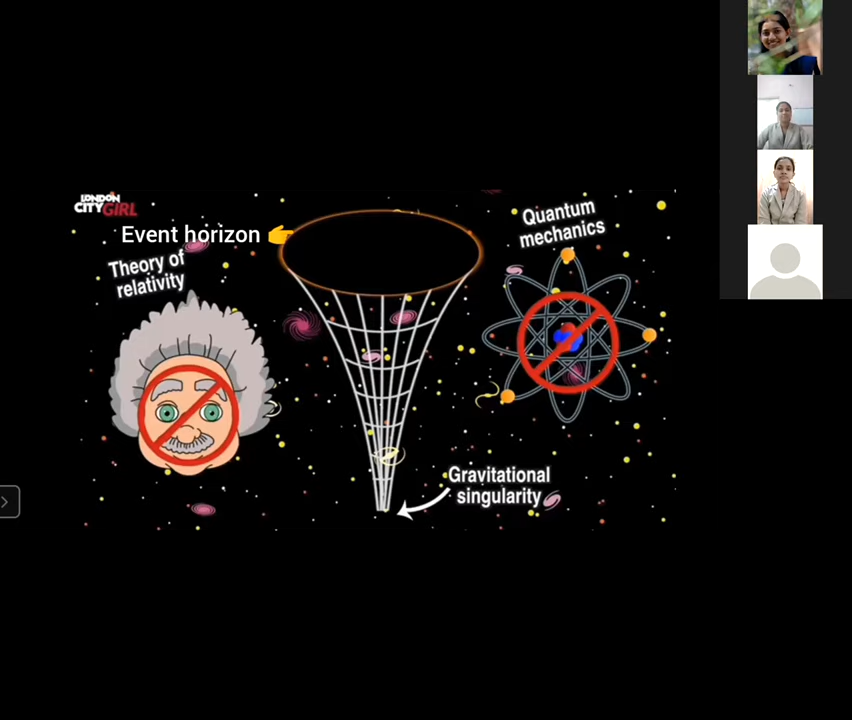 LONDON
CITY GIRL
Event horizon
Theory of
relativity
Quantum
mechanics
Gravitational
singularity